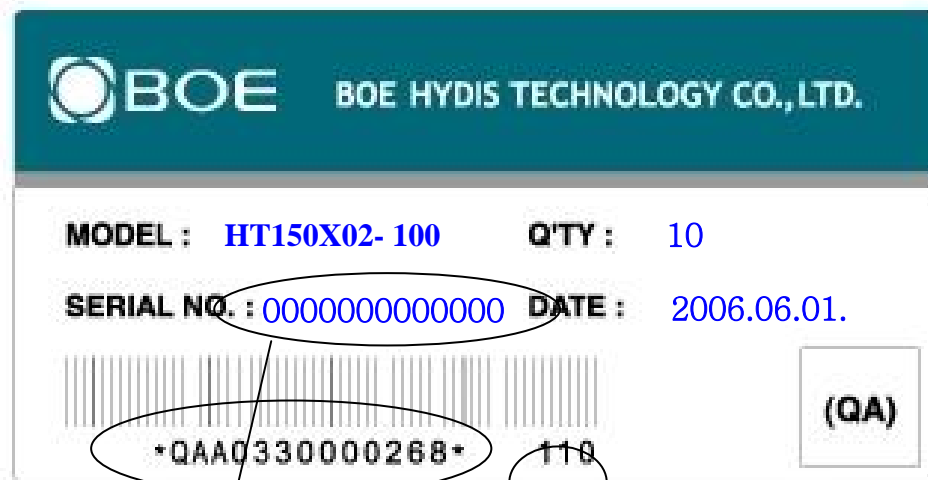 BOE BOE HYDIS TECHNOLOGY CO.,LTD.
MODEL : HT150X02- 100 Q'TY : 10
SERIAL NO. : 0000000000000 DATE : 2006.06.01.
(QA)
*QAA0330000268* 110